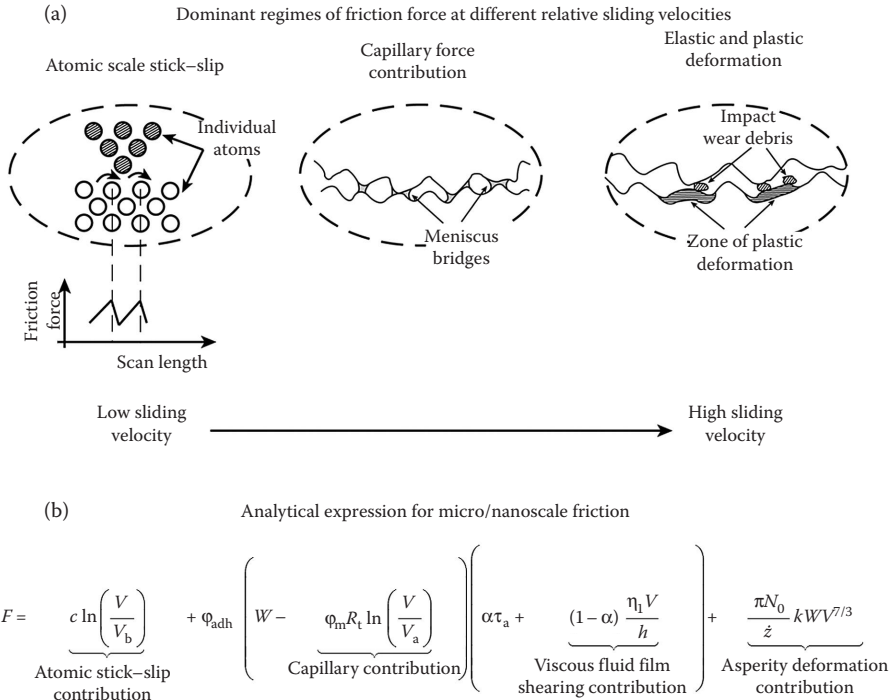 (a)
Dominant regimes of friction force at different relative sliding velocities
Atomic scale stick–slip
Capillary force
contribution
Elastic and plastic
deformation
Individual
atoms
Meniscus
bridges
Impact
wear debris
Zone of plastic
deformation
Friction
force
Scan length
Low sliding
velocity
High sliding
velocity
(b)
Analytical expression for micro/nanoscale friction
F = c ln(V/V_b) + φ_adh (W – φ_m R_t ln(V/V_a)) (ατ_a + (1 – α) η_l V/h) + πN_0/ż kWV^{7/3}
Atomic stick–slip
contribution
Capillary contribution
Viscous fluid film
shearing contribution
Asperity deformation
contribution